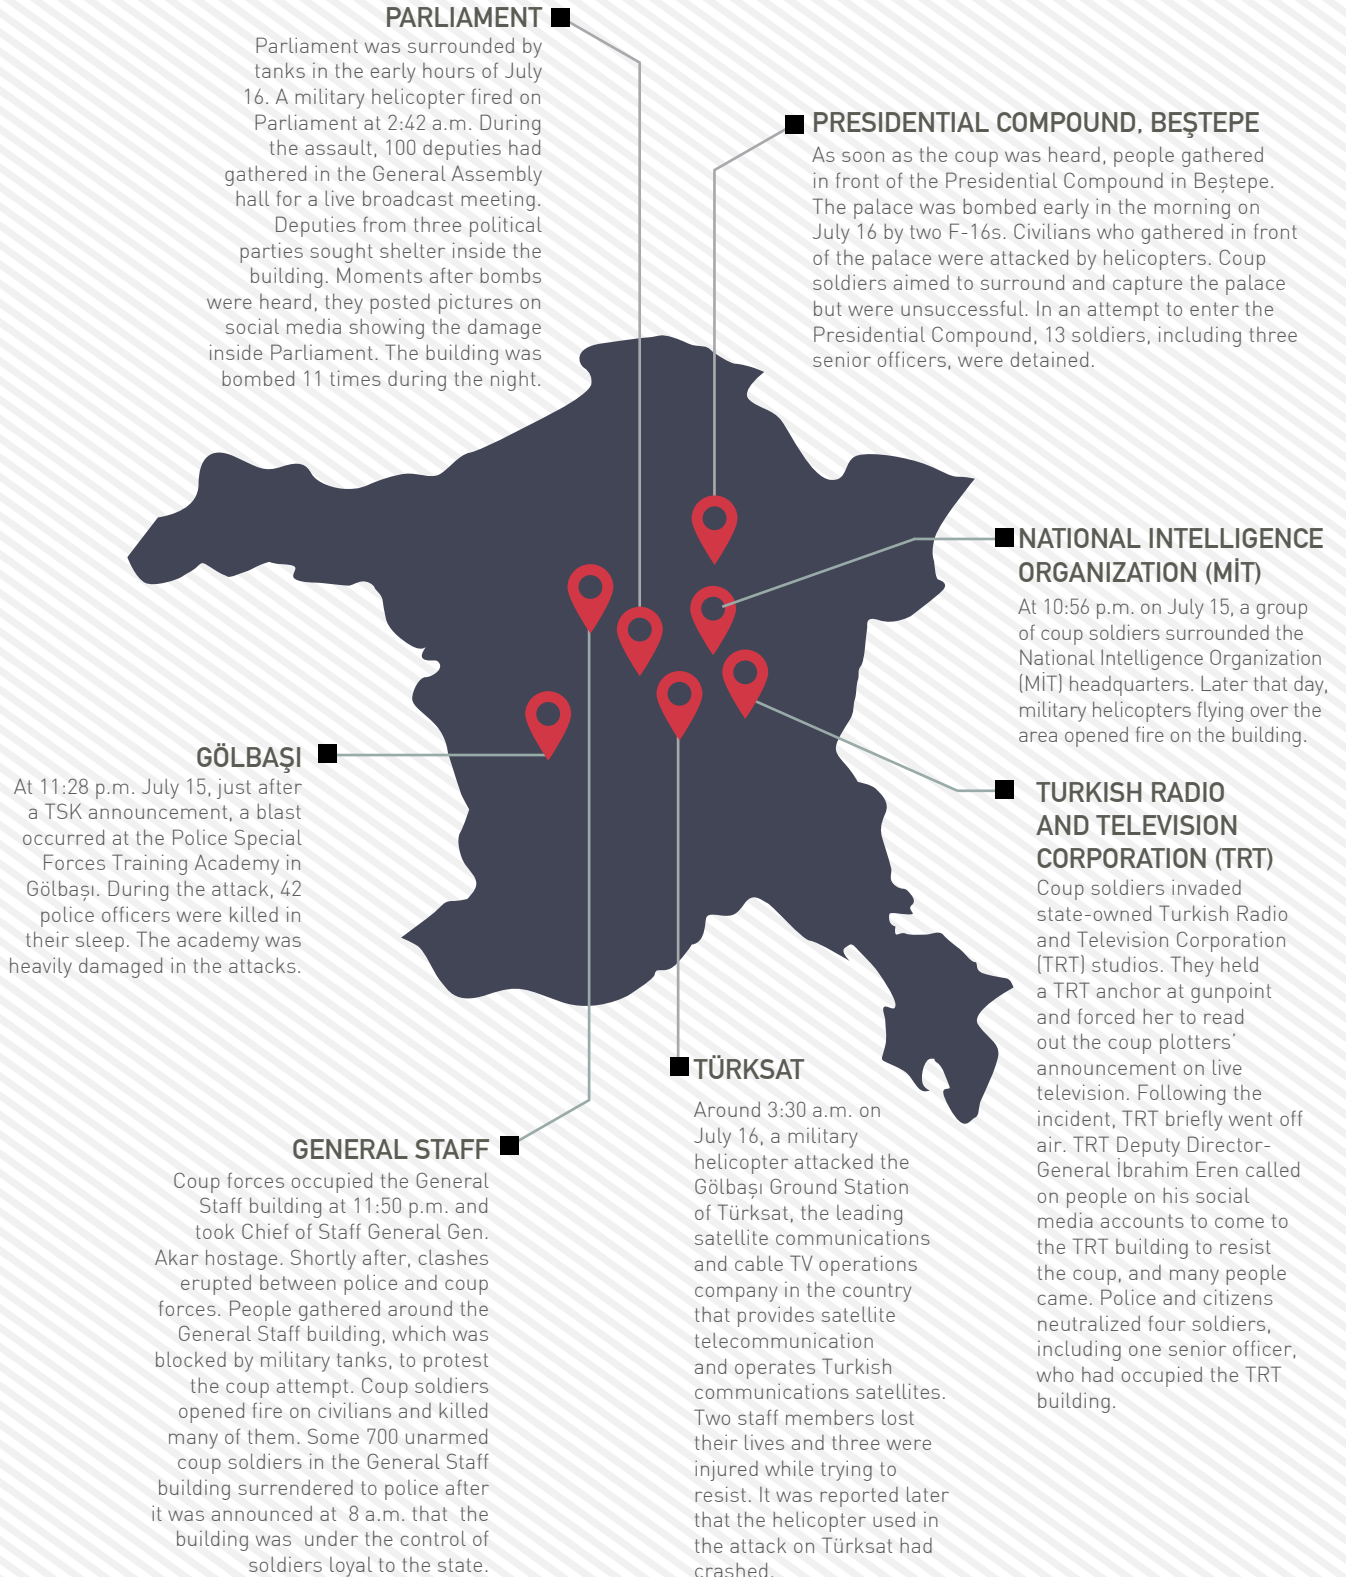 PARLIAMENT
Parliament was surrounded by
tanks in the early hours of July
16. A military helicopter fired on
Parliament at 2:42 a.m. During
the assault, 100 deputies had
gathered in the General Assembly
hall for a live broadcast meeting.
Deputies from three political
parties sought shelter inside the
building. Moments after bombs
were heard, they posted pictures on
social media showing the damage
inside Parliament. The building was
bombed 11 times during the night.
PRESIDENTIAL COMPOUND, BEŞTEPE
As soon as the coup was heard, people gathered
in front of the Presidential Compound in Beştepe.
The palace was bombed early in the morning on
July 16 by two F-16s. Civilians who gathered in front
of the palace were attacked by helicopters. Coup
soldiers aimed to surround and capture the palace
but were unsuccessful. In an attempt to enter the
Presidential Compound, 13 soldiers, including three
senior officers, were detained.
NATIONAL INTELLIGENCE
ORGANIZATION (MİT)
At 10:56 p.m. on July 15, a group
of coup soldiers surrounded the
National Intelligence Organization
(MİT) headquarters. Later that day,
military helicopters flying over the
area opened fire on the building.
GÖLBAŞI
At 11:28 p.m. July 15, just after
a TSK announcement, a blast
occurred at the Police Special
Forces Training Academy in
Gölbaşı. During the attack, 42
police officers were killed in
their sleep. The academy was
heavily damaged in the attacks.
TURKISH RADIO
AND TELEVISION
CORPORATION (TRT)
Coup soldiers invaded
state-owned Turkish Radio
and Television Corporation
(TRT) studios. They held
a TRT anchor at gunpoint
and forced her to read
out the coup plotters'
announcement on live
television. Following the
incident, TRT briefly went off
air. TRT Deputy Director-
General İbrahim Eren called
on people on his social
media accounts to come to
the TRT building to resist
the coup, and many people
came. Police and citizens
neutralized four soldiers,
including one senior officer,
who had occupied the TRT
building.
GENERAL STAFF
Coup forces occupied the General
Staff building at 11:50 p.m. and
took Chief of Staff General Gen.
Akar hostage. Shortly after, clashes
erupted between police and coup
forces. People gathered around the
General Staff building, which was
blocked by military tanks, to protest
the coup attempt. Coup soldiers
opened fire on civilians and killed
many of them. Some 700 unarmed
coup soldiers in the General Staff
building surrendered to police after
it was announced at 8 a.m. that the
building was under the control of
soldiers loyal to the state.
TÜRKSAT
Around 3:30 a.m. on
July 16, a military
helicopter attacked the
Gölbaşı Ground Station
of Türksat, the leading
satellite communications
and cable TV operations
company in the country
that provides satellite
telecommunication
and operates Turkish
communications satellites.
Two staff members lost
their lives and three were
injured while trying to
resist. It was reported later
that the helicopter used in
the attack on Türksat had
crashed.